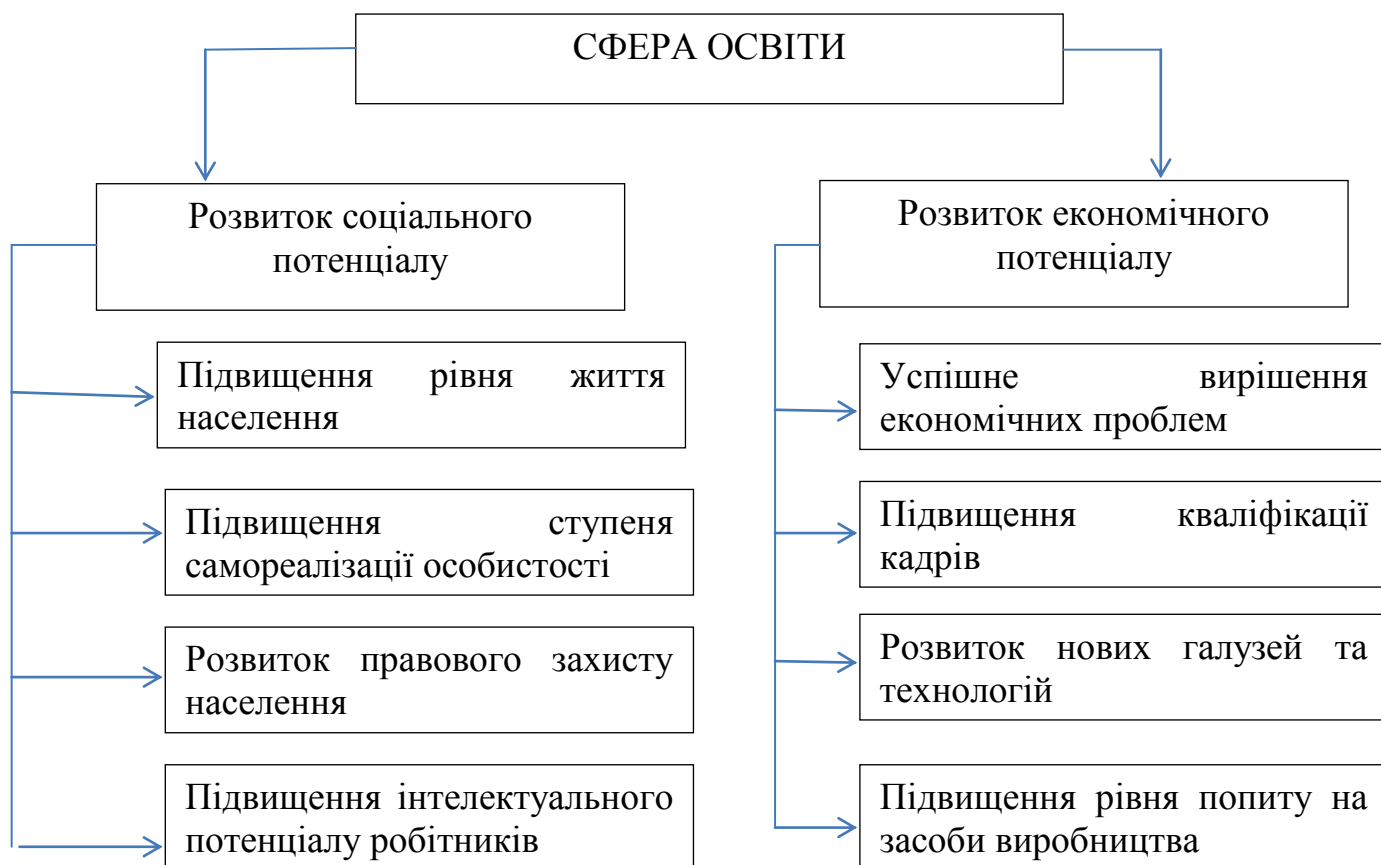 СФЕРА ОСВІТИ
Розвиток соціального
потенціалу
Підвищення рівня життя
населення
Підвищення ступеня
самореалізації особистості
Розвиток правового захисту
населення
Підвищення інтелектуального
потенціалу робітників
Розвиток економічного
потенціалу
Успішне вирішення
економічних проблем
Підвищення кваліфікації
кадрів
Розвиток нових галузей та
технологій
Підвищення рівня попиту на
засоби виробництва